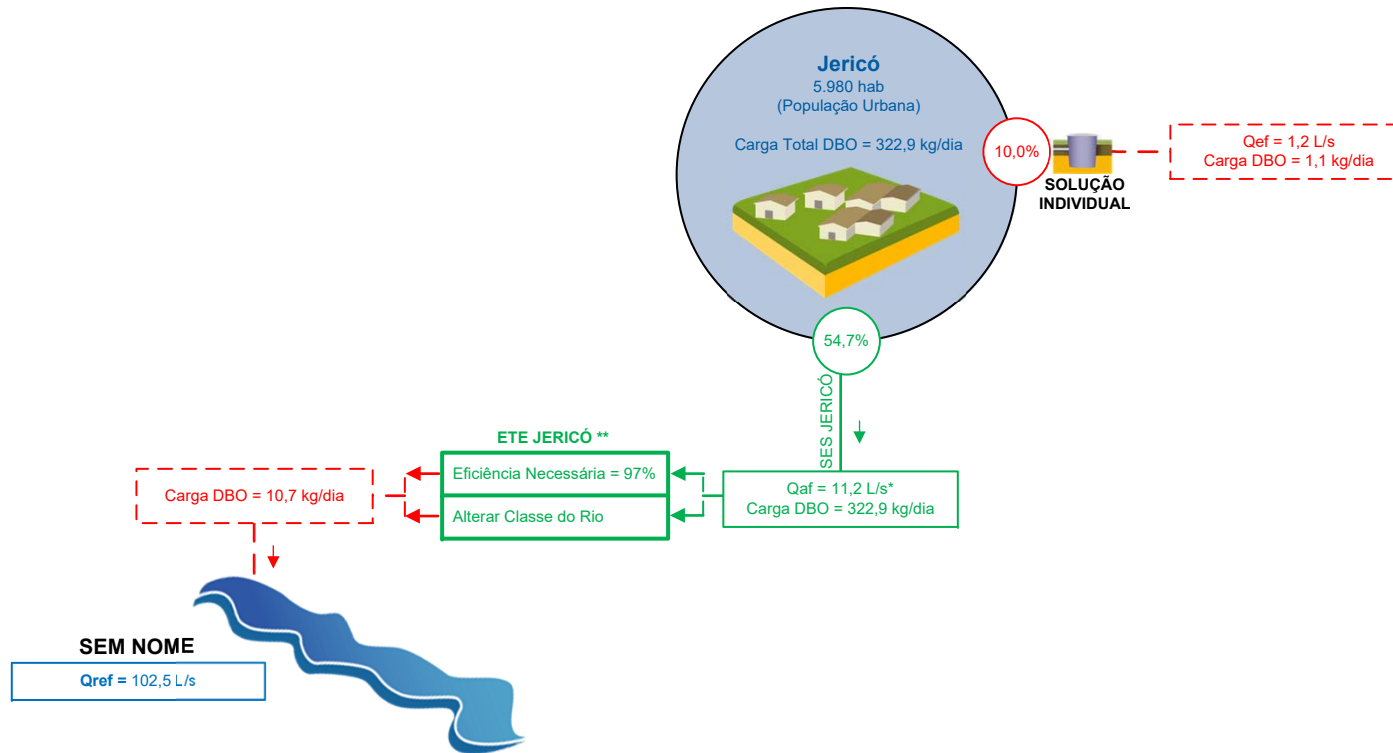 Jericó
5.980 hab
(População Urbana)
Carga Total DBO = 322,9 kg/dia
10,0%
SOLUÇÃO
INDIVIDUAL
Qef = 1,2 L/s
Carga DBO = 1,1 kg/dia
54,7%
SES JERICÓ
ETE JERICÓ **
Eficiência Necessária = 97%
Alterar Classe do Rio
Qaf = 11,2 L/s*
Carga DBO = 322,9 kg/dia
Carga DBO = 10,7 kg/dia
SEM NOME
Qref = 102,5 L/s